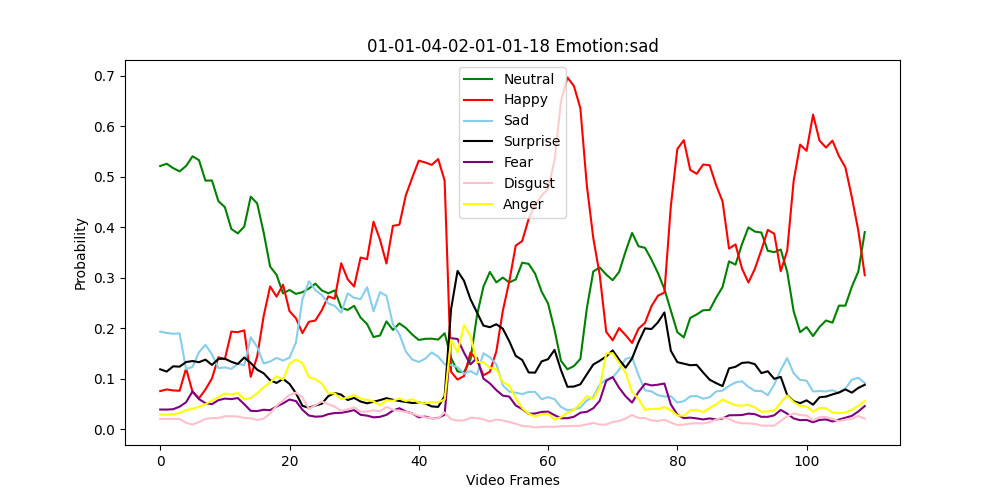 01-01-04-02-01-01-18 Emotion:sad
Neutral
Happy
Sad
Surprise
Fear
Disgust
Anger
Probability
0.7
0.6
0.5
0.4
0.3
0.2
0.1
0.0
0 20 40 60 80 100
Video Frames